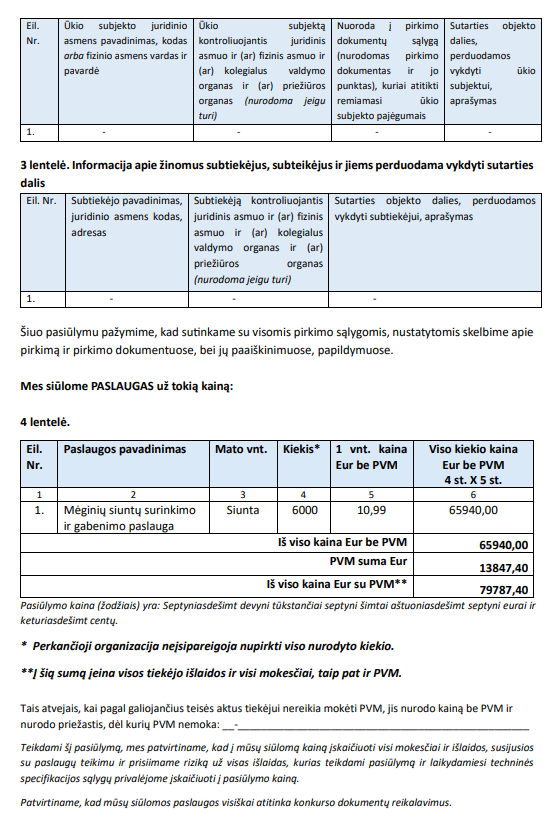 Eil. Nr. | Ūkio subjekto juridinio asmens pavadinimas, kodas arba fizinio asmens vardas ir pavardė | Ūkio subjektą kontroliuojantis juridinis asmuo ir (ar) fizinis asmuo ir (ar) kolegialus valdymo organas ir (ar) priežiūros organas (nurodoma jeigu turi) | Nuoroda į pirkimo dokumentų sąlygą (nurodomas pirkimo dokumentas ir jo punktas), kuriai atitikti remiamasi ūkio subjekto pajėgumais | Sutarties objekto dalies, perduodamos vykdyti ūkio subjektui, aprašymas
1. | - | - | - | -
3 lentelė. Informacija apie žinomus subtiekėjus, subteikėjus ir jiems perduodama vykdyti sutarties
dalis
Eil. Nr. | Subtiekėjo pavadinimas, juridinio asmens kodas, adresas | Subtiekėją kontroliuojantis juridinis asmuo ir (ar) fizinis asmuo ir (ar) kolegialus valdymo organas ir (ar) priežiūros organas (nurodoma jeigu turi) | Sutarties objekto dalies, perduodamos vykdyti subtiekėjui, aprašymas
1. | - | - | -
Šiuo pasiūlymu pažymime, kad sutinkame su visomis pirkimo sąlygomis, nustatytomis skelbime apie
pirkimą ir pirkimo dokumentuose, bei jų paaiškinimuose, papildymuose.
Mes siūlome PASLAUGAS už tokią kainą:
4 lentelė.
Eil. Nr. | Paslaugos pavadinimas | Mato vnt. | Kiekis* | 1 vnt. kaina Eur be PVM | Viso kiekio kaina Eur be PVM 4 st. X 5 st.
1 | 2 | 3 | 4 | 5 | 6
1. | Mėginių siuntų surinkimo ir gabenimo paslauga | Siunta | 6000 | 10,99 | 65940,00
Iš viso kaina Eur be PVM | 65940,00
PVM suma Eur | 13847,40
Iš viso kaina Eur su PVM** | 79787,40
Pasiūlymo kaina (žodžiais) yra: Septyniasdešimt devyni tūkstančiai septyni šimtai aštuoniasdešimt septyni eurai ir
keturiasdešimt centų.
* Perkančioji organizacija neįsipareigoja nupirkti viso nurodyto kiekio.
**Į šią sumą įeina visos tiekėjo išlaidos ir visi mokesčiai, taip pat ir PVM.
Tais atvejais, kai pagal galiojančius teisės aktus tiekėjui nereikia mokėti PVM, jis nurodo kainą be PVM ir
nurodo priežastis, dėl kurių PVM nemoka: __-__________
Teikdami šį pasiūlymą, mes patvirtiname, kad į mūsų siūlomą kainą įskaičiuoti visi mokesčiai ir išlaidos, susijusios
su paslaugų teikimu ir prisiimame riziką už visas išlaidas, kurias teikdami pasiūlymą ir laikydamiesi techninės
specifikacijos sąlygų privalėjome įskaičiuoti į pasiūlymo kainą.
Patvirtiname, kad mūsų siūlomos paslaugos visiškai atitinka konkurso dokumentų reikalavimus.